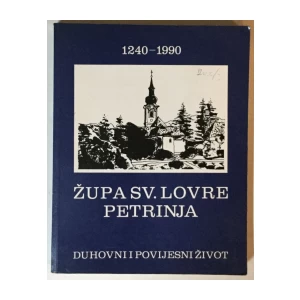 1240-1990
ŽUPA SV. LOVRE
PETRINJA
DUHOVNI I POVIJESNI ŽIVOT